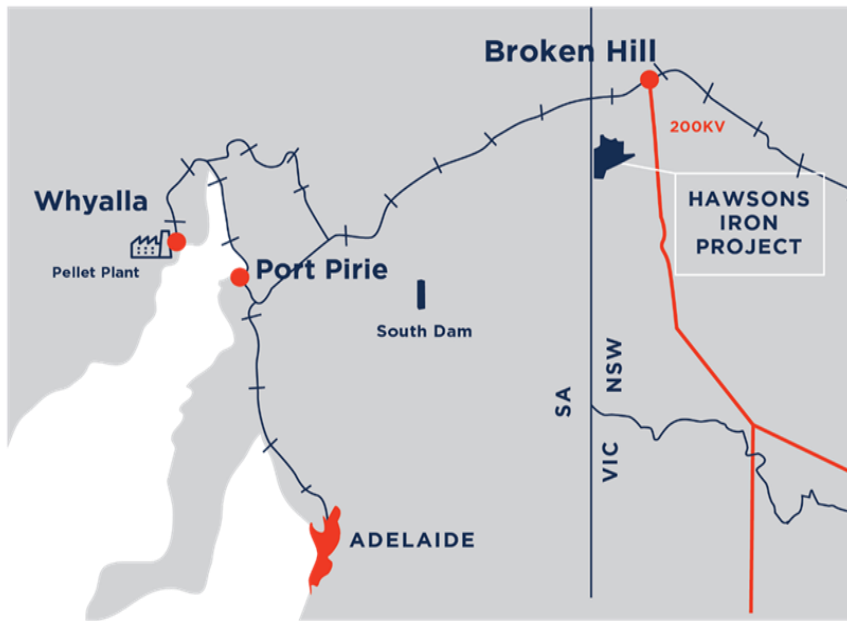 Broken Hill
200KV
Whyalla
HAWSONS
IRON
PROJECT
Pellet Plant
Port Pirie
South Dam
SA
NSW
VIC
ADELAIDE